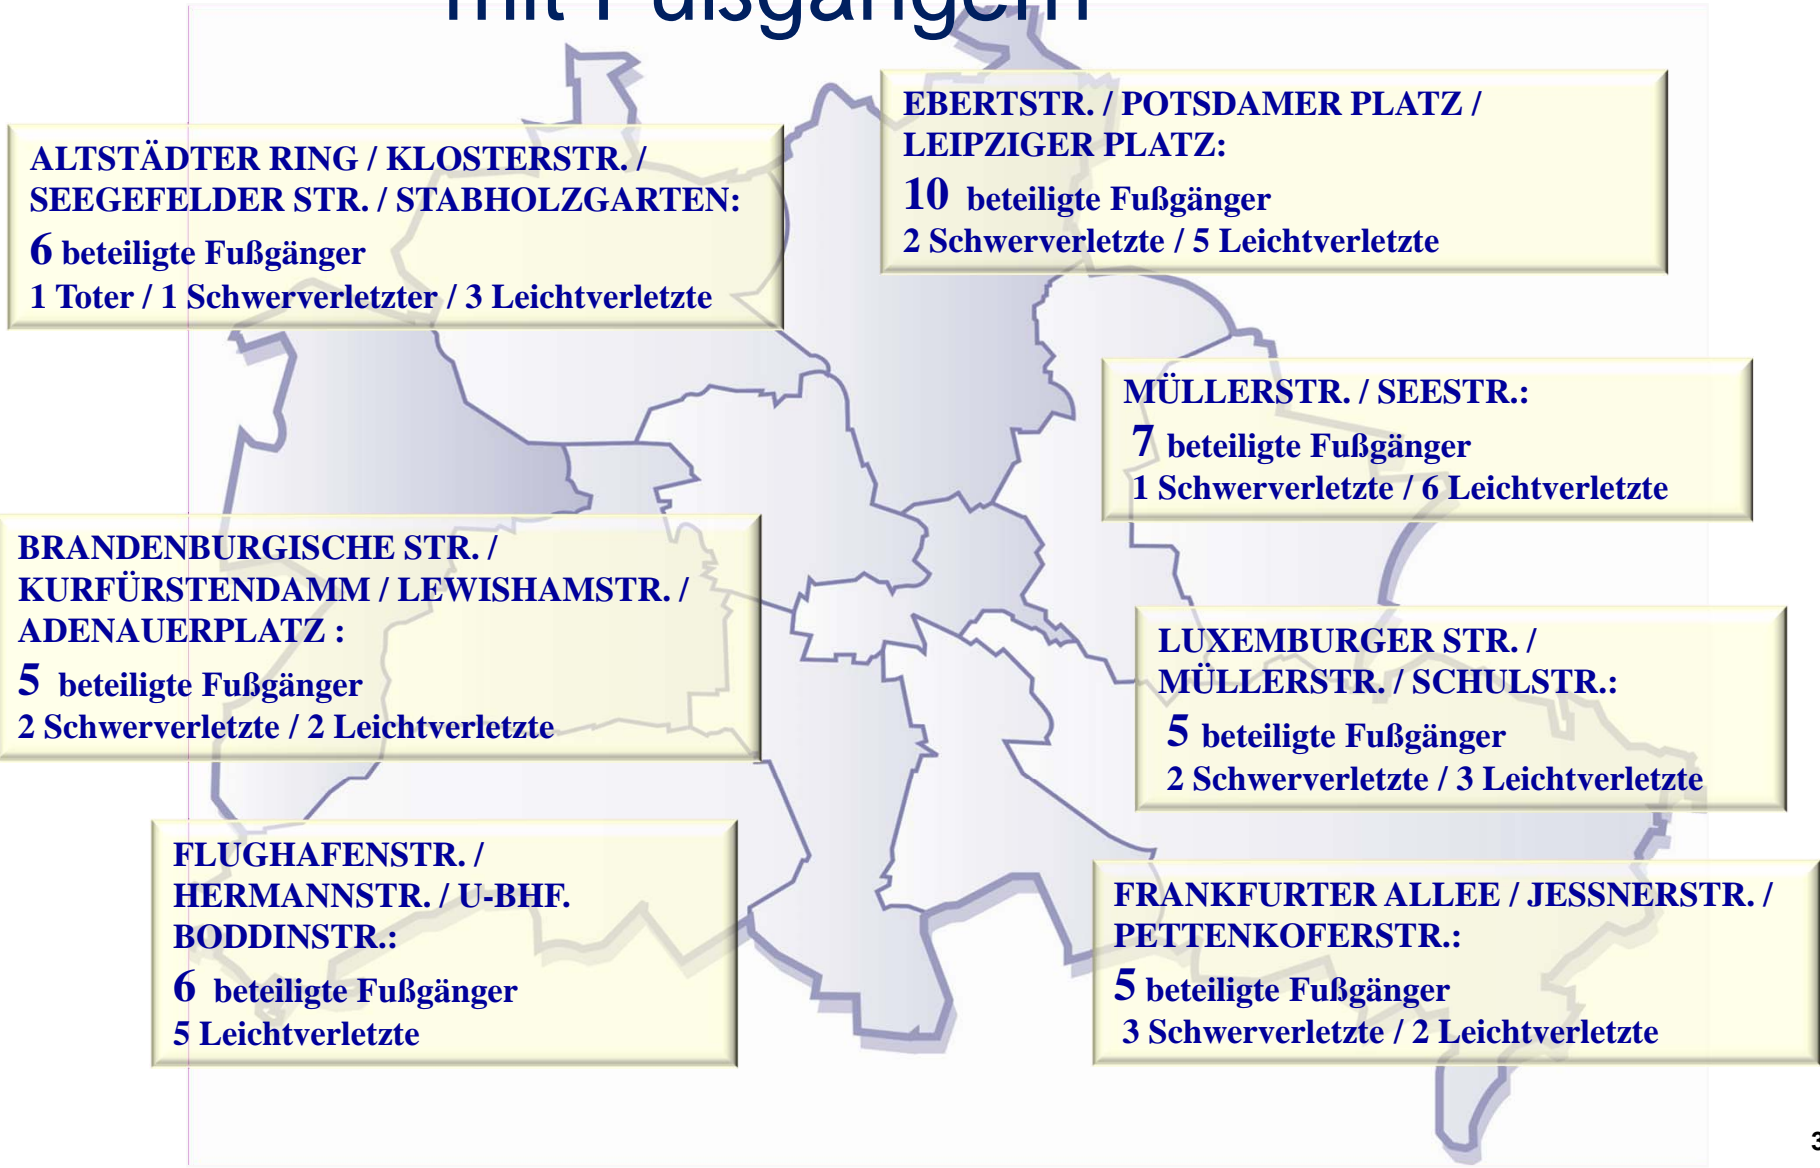 mit Fußgängern
ALTSTÄDTER RING / KLOSTERSTR. /
SEEGEFELDER STR. / STABHOLZGARTEN:
6 beteiligte Fußgänger
1 Toter / 1 Schwerverletzter / 3 Leichtverletzte
EBERTSTR. / POTSDAMER PLATZ /
LEIPZIGER PLATZ:
10 beteiligte Fußgänger
2 Schwerverletzte / 5 Leichtverletzte
MÜLLERSTR. / SEESTR.:
7 beteiligte Fußgänger
1 Schwerverletzte / 6 Leichtverletzte
BRANDENBURGISCHE STR. /
KURFÜRSTENDAMM / LEWISHAMSTR. /
ADENAUERPLATZ :
5 beteiligte Fußgänger
2 Schwerverletzte / 2 Leichtverletzte
LUXEMBURGER STR. /
MÜLLERSTR. / SCHULSTR.:
5 beteiligte Fußgänger
2 Schwerverletzte / 3 Leichtverletzte
FLUGHAFENSTR. /
HERMANNSTR. / U-BHF.
BODDINSTR.:
6 beteiligte Fußgänger
5 Leichtverletzte
FRANKFURTER ALLEE / JESSNERSTR. /
PETTENKOFERSTR.:
5 beteiligte Fußgänger
3 Schwerverletzte / 2 Leichtverletzte